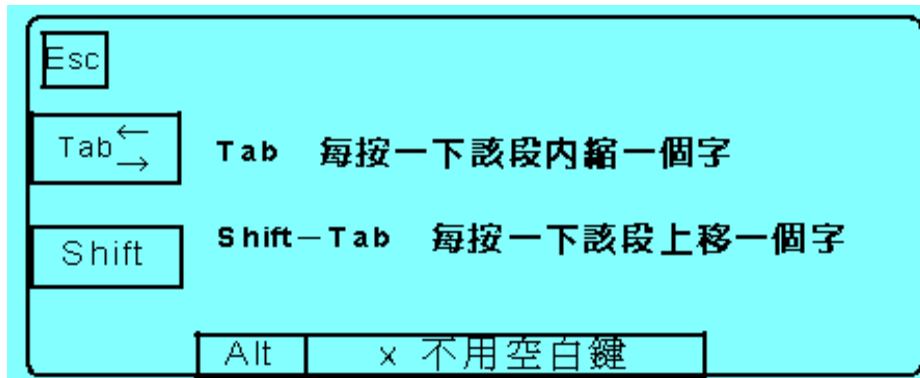 Esc
Tab ← →
Tab 每按一下該段內縮一個字
Shift
Shift－Tab 每按一下該段上移一個字
Alt x 不用空白鍵